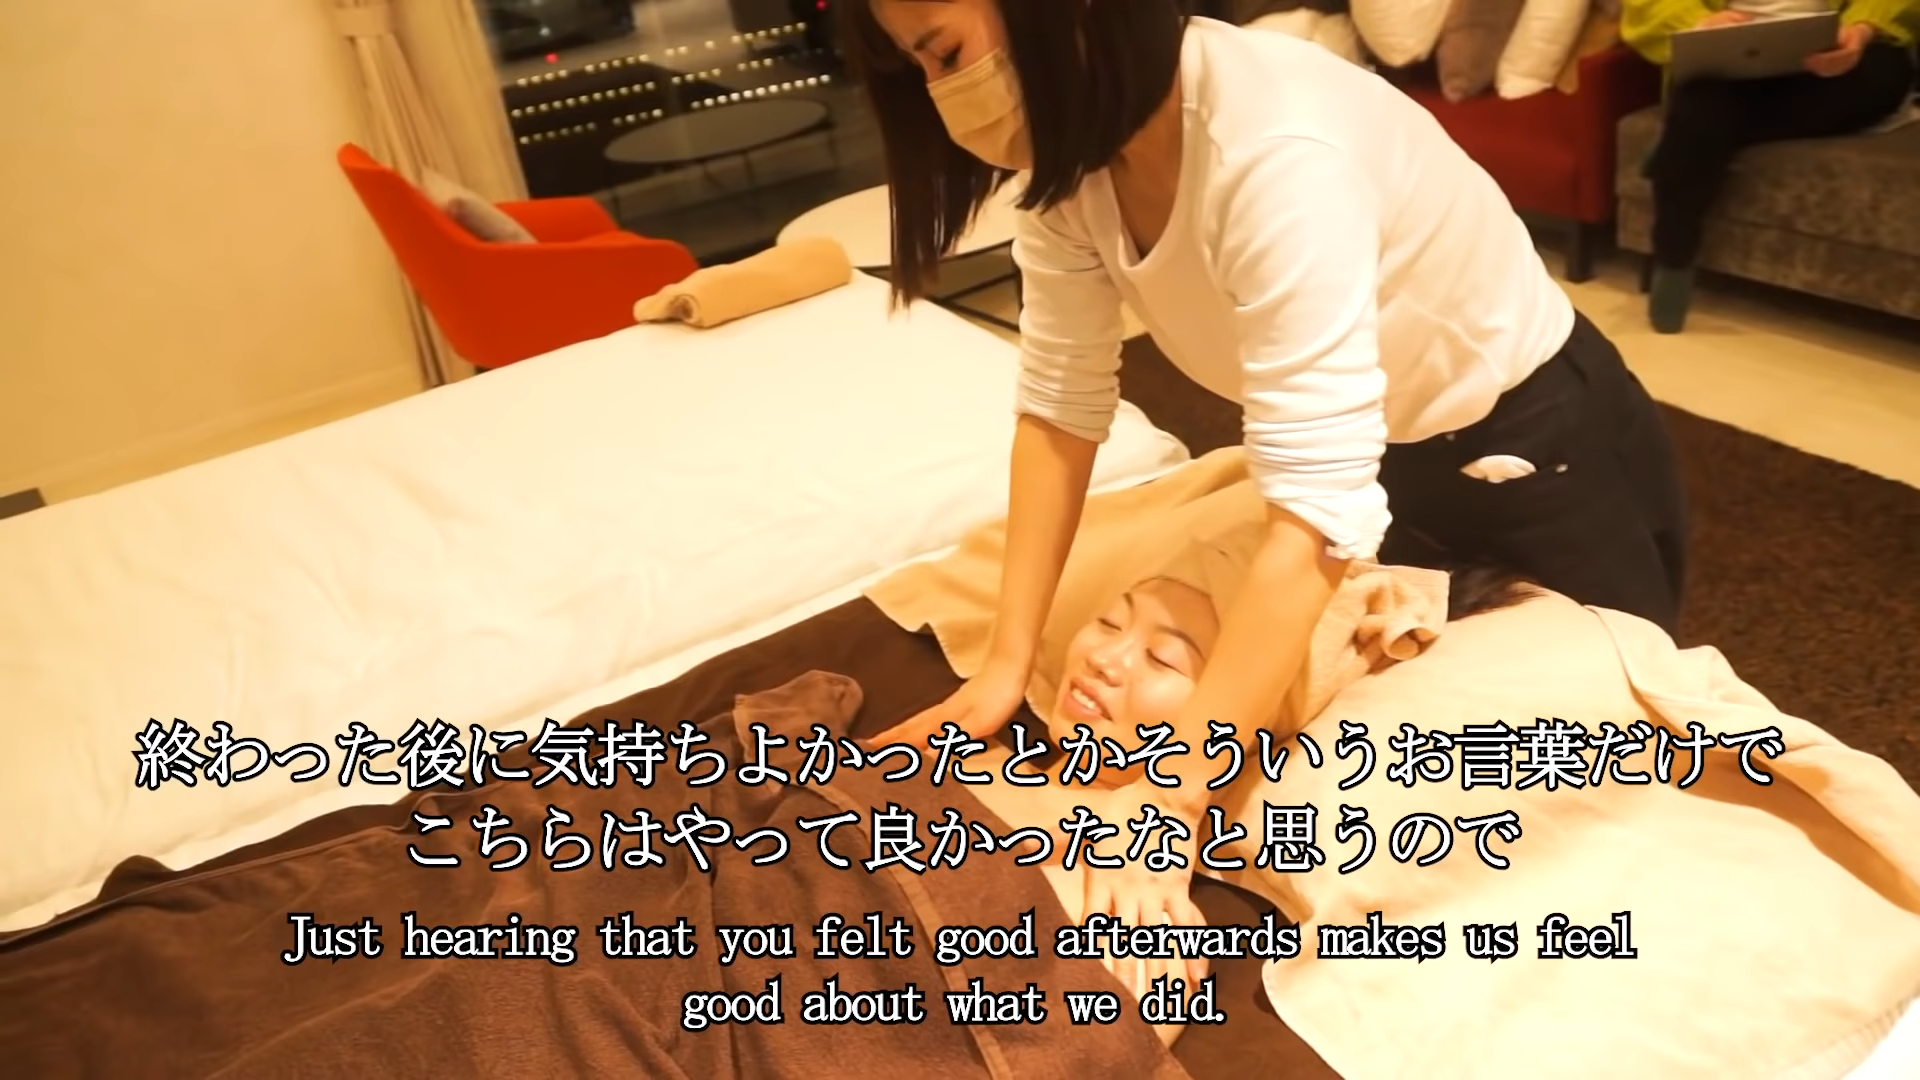 終わった後に気持ちよかったとかそういうお言葉だけで
こちらはやって良かったなと思うので
Just hearing that you felt good afterwards makes us feel
good about what we did.